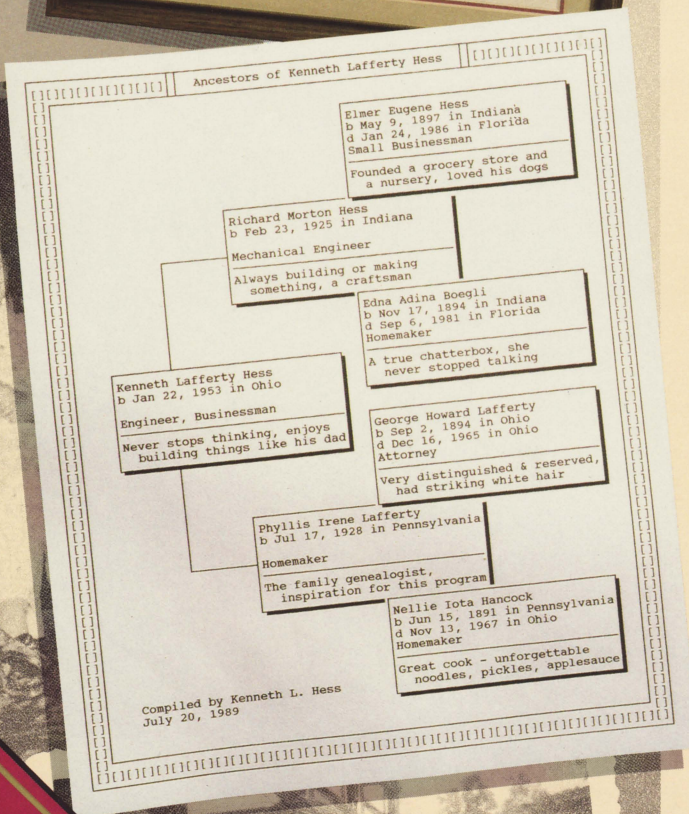 Ancestors of Kenneth Lafferty Hess
Elmer Eugene Hess
b May 9, 1897 in Indiana
d Jan 24, 1986 in Florida
Small Businessman
Founded a grocery store and
a nursery, loved his dogs
Richard Morton Hess
b Feb 23, 1925 in Indiana
Mechanical Engineer
Always building or making
something, a craftsman
Edna Adina Boegli
b Nov 17, 1894 in Indiana
d Sep 6, 1981 in Florida
Homemaker
A true chatterbox, she
never stopped talking
Kenneth Lafferty Hess
b Jan 22, 1953 in Ohio
Engineer, Businessman
Never stops thinking, enjoys
building things like his dad
George Howard Lafferty
b Sep 2, 1894 in Ohio
d Dec 16, 1965 in Ohio
Attorney
Very distinguished & reserved,
had striking white hair
Phyllis Irene Lafferty
b Jul 17, 1928 in Pennsylvania
Homemaker
The family genealogist,
inspiration for this program
Nellie Iota Hancock
b Jun 15, 1891 in Pennsylvania
d Nov 13, 1967 in Ohio
Homemaker
Great cook - unforgettable
noodles, pickles, applesauce
Compiled by Kenneth L. Hess
July 20, 1989